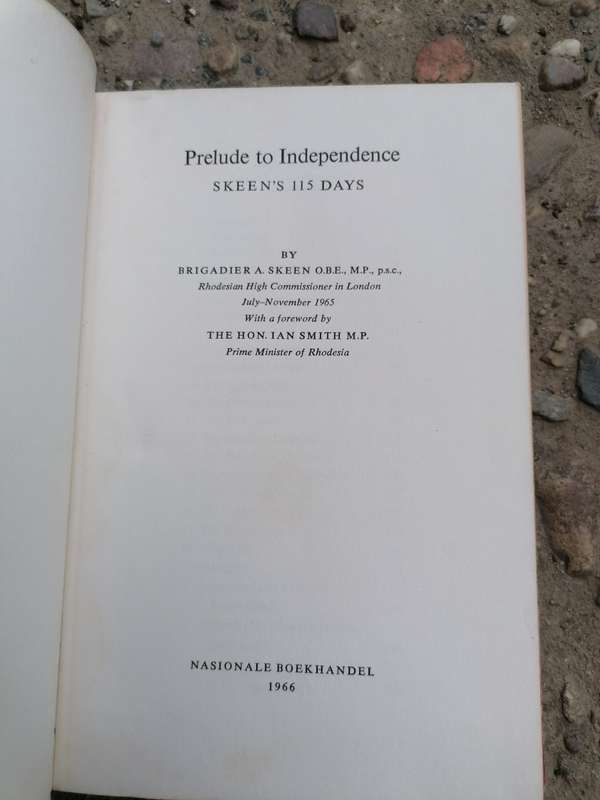 Prelude to Independence
SKEEN'S 115 DAYS
BY
BRIGADIER A. SKEEN O.B.E., M.P., p.s.c.,
Rhodesian High Commissioner in London
July–November 1965
With a foreword by
THE HON. IAN SMITH M.P.
Prime Minister of Rhodesia
NASIONALE BOEKHANDEL
1966